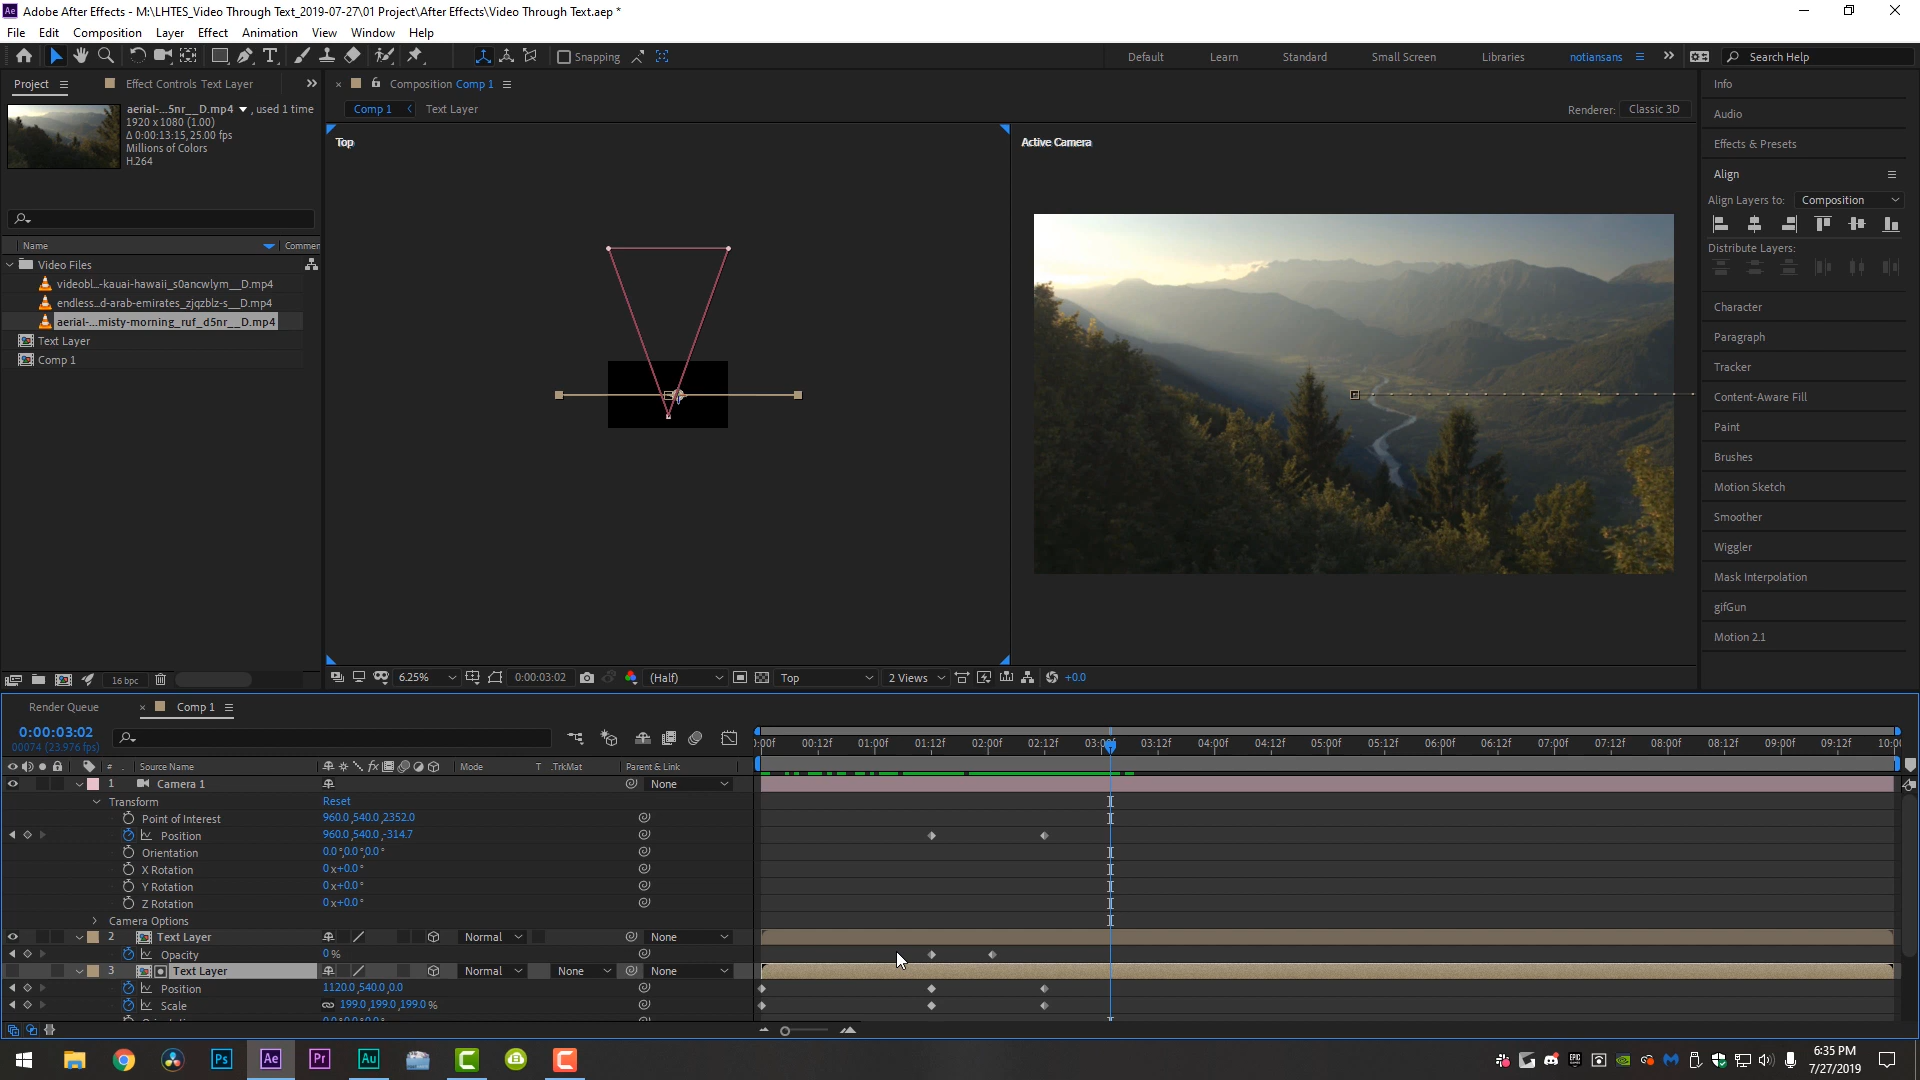 Adobe After Effects - M:\LHTES_Video Through Text_2019-07-27\01 Project\After Effects\Video Through Text.aep *
File Edit Composition Layer Effect Animation View Window Help
Snapping
Default Learn Standard Small Screen Libraries notiansans Search Help
Project Effect Controls Text Layer
Composition Comp 1
Comp 1 Text Layer
Renderer: Classic 3D
aerial-...5nr__D.mp4 , used 1 time
1920 x 1080 (1.00)
Δ 0:00:13:15, 25.00 fps
Millions of Colors
H.264
Name Commen
Video Files
videobl...-kauai-hawaii_s0ancwlym__D.mp4
endless...d-arab-emirates_zjqzblz-s__D.mp4
aerial-...misty-morning_ruf_d5nr__D.mp4
Text Layer
Comp 1
16 bpc
Top
Active Camera
6.25% 0:00:03:02 (Half) Top 2 Views +0.0
Info
Audio
Effects & Presets
Align
Align Layers to: Composition
Distribute Layers:
Character
Paragraph
Tracker
Content-Aware Fill
Paint
Brushes
Motion Sketch
Smoother
Wiggler
Mask Interpolation
gifGun
Motion 2.1
Render Queue Comp 1
0:00:03:02
00074 (23.976 fps)
# Source Name Mode T .TrkMat Parent & Link
):00f 00:12f 01:00f 01:12f 02:00f 02:12f 03:00f 03:12f 04:00f 04:12f 05:00f 05:12f 06:00f 06:12f 07:00f 07:12f 08:00f 08:12f 09:00f 09:12f 10:00
1 Camera 1 None
Transform Reset
Point of Interest 960.0,540.0,2352.0
Position 960.0,540.0,-314.7
Orientation 0.0°,0.0°,0.0°
X Rotation 0x+0.0°
Y Rotation 0x+0.0°
Z Rotation 0x+0.0°
Camera Options
2 Text Layer Normal None
Opacity 0%
3 Text Layer Normal None None
Position 1120.0,540.0,0.0
Scale 199.0,199.0,199.0%
Ps Ae Pr Au
EPIC
6:35 PM
7/27/2019